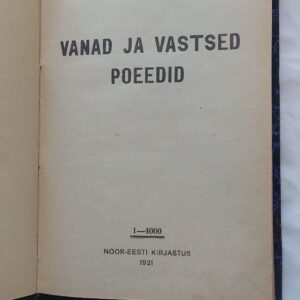 VANAD JA VASTSED
POEEDID
1—4000
NOOR-EESTI KIRJASTUS
1921